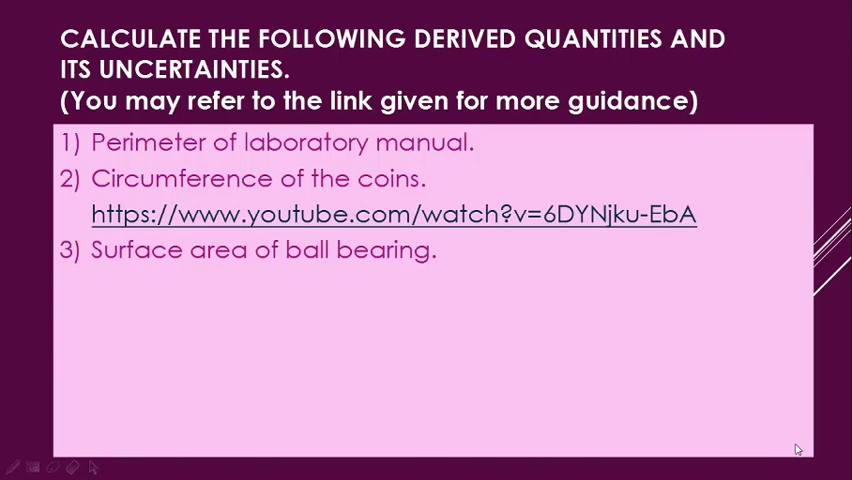 CALCULATE THE FOLLOWING DERIVED QUANTITIES AND
ITS UNCERTAINTIES.
(You may refer to the link given for more guidance)
1) Perimeter of laboratory manual.
2) Circumference of the coins.
https://www.youtube.com/watch?v=6DYNjku-EbA
3) Surface area of ball bearing.